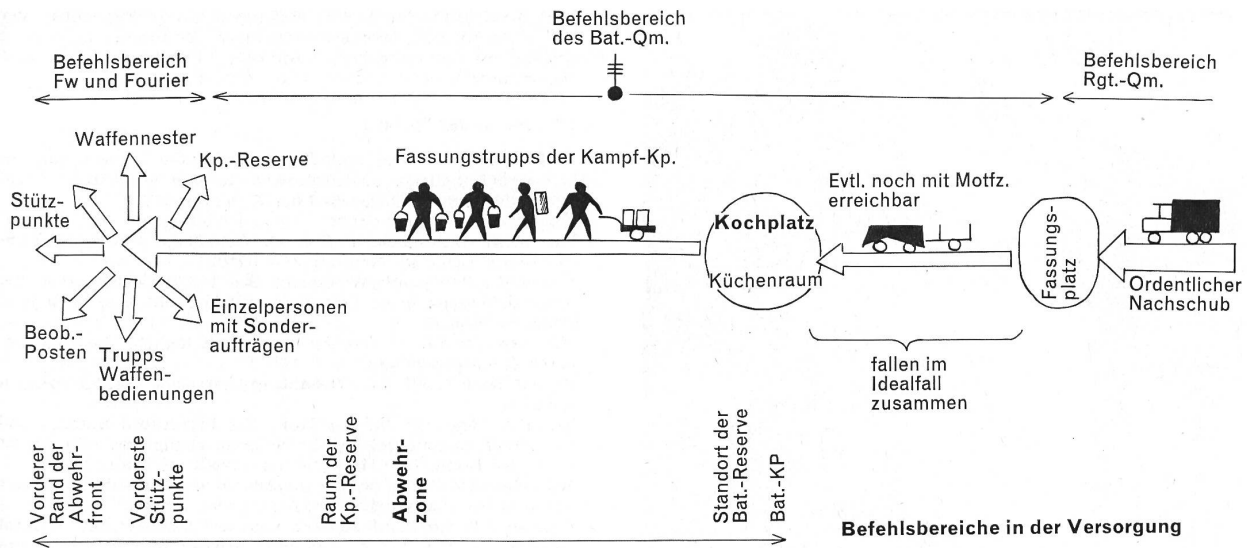 Befehlsbereich
des Bat.-Qm.
Befehlsbereich
Fw und Fourier
Befehlsbereich
Rgt.-Qm.
Waffennester
Kp.-Reserve
Stütz-
punkte
Beob.-
Posten
Trupps
Waffen-
bedienungen
Einzelpersonen
mit Sonder-
aufträgen
Fassungstrupps der Kampf-Kp.
Kochplatz
Küchenraum
Evtl. noch mit Motfz.
erreichbar
Fassungs-
platz
Ordentlicher
Nachschub
fallen im
Idealfall
zusammen
Vorderer
Rand der
Abwehr-
front
Vorderste
Stütz-
punkte
Raum der
Kp.-Reserve
Abwehr-
zone
Standort der
Bat.-Reserve
Bat.-KP
Befehlsbereiche in der Versorgung